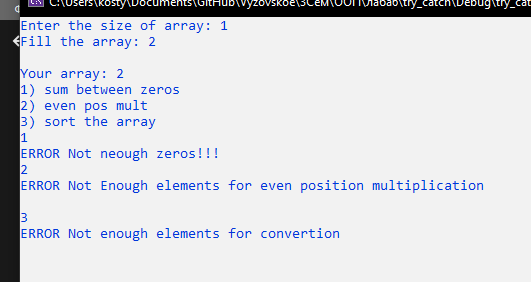 C:\Users\kosty\Documents\GitHub\Vyzovskoe\3Сем\ООП\Лаба6\try_catch\Debug\try_cat
Enter the size of array: 1
Fill the array: 2
Your array: 2
1) sum between zeros
2) even pos mult
3) sort the array
1
ERROR Not neough zeros!!!
2
ERROR Not Enough elements for even position multiplication
3
ERROR Not enough elements for convertion